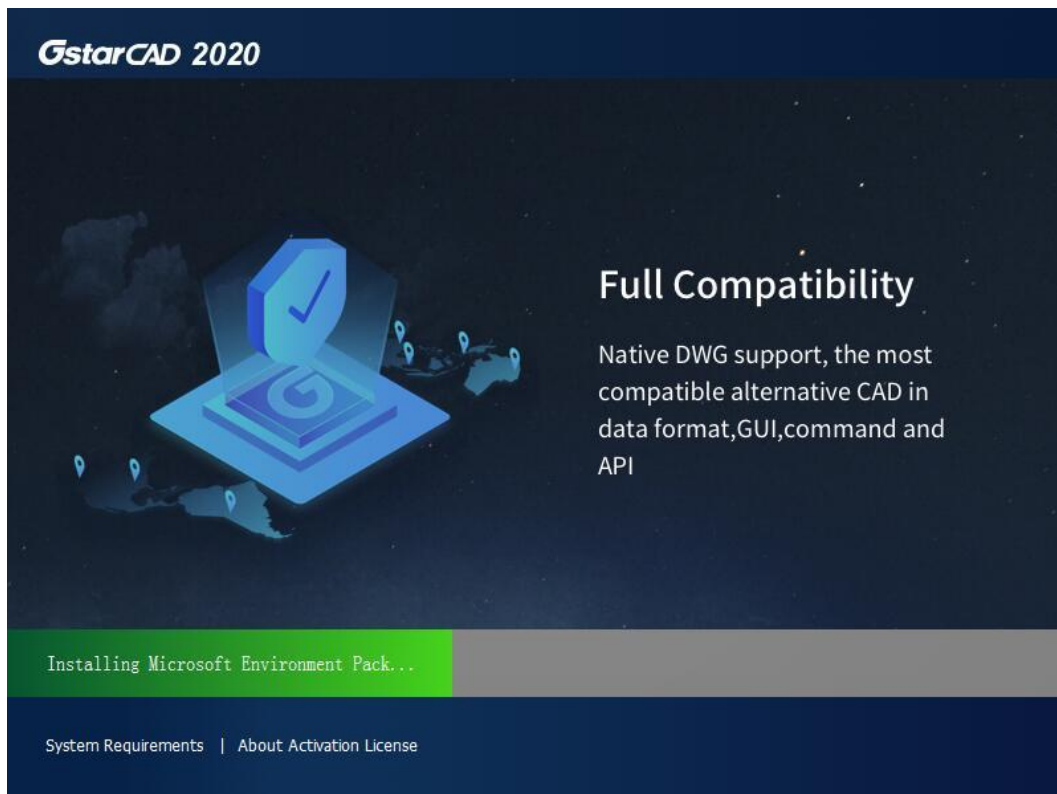 GstarCAD 2020
Full Compatibility
Native DWG support, the most
compatible alternative CAD in
data format,GUI,command and
API
Installing Microsoft Environment Pack...
System Requirements | About Activation License